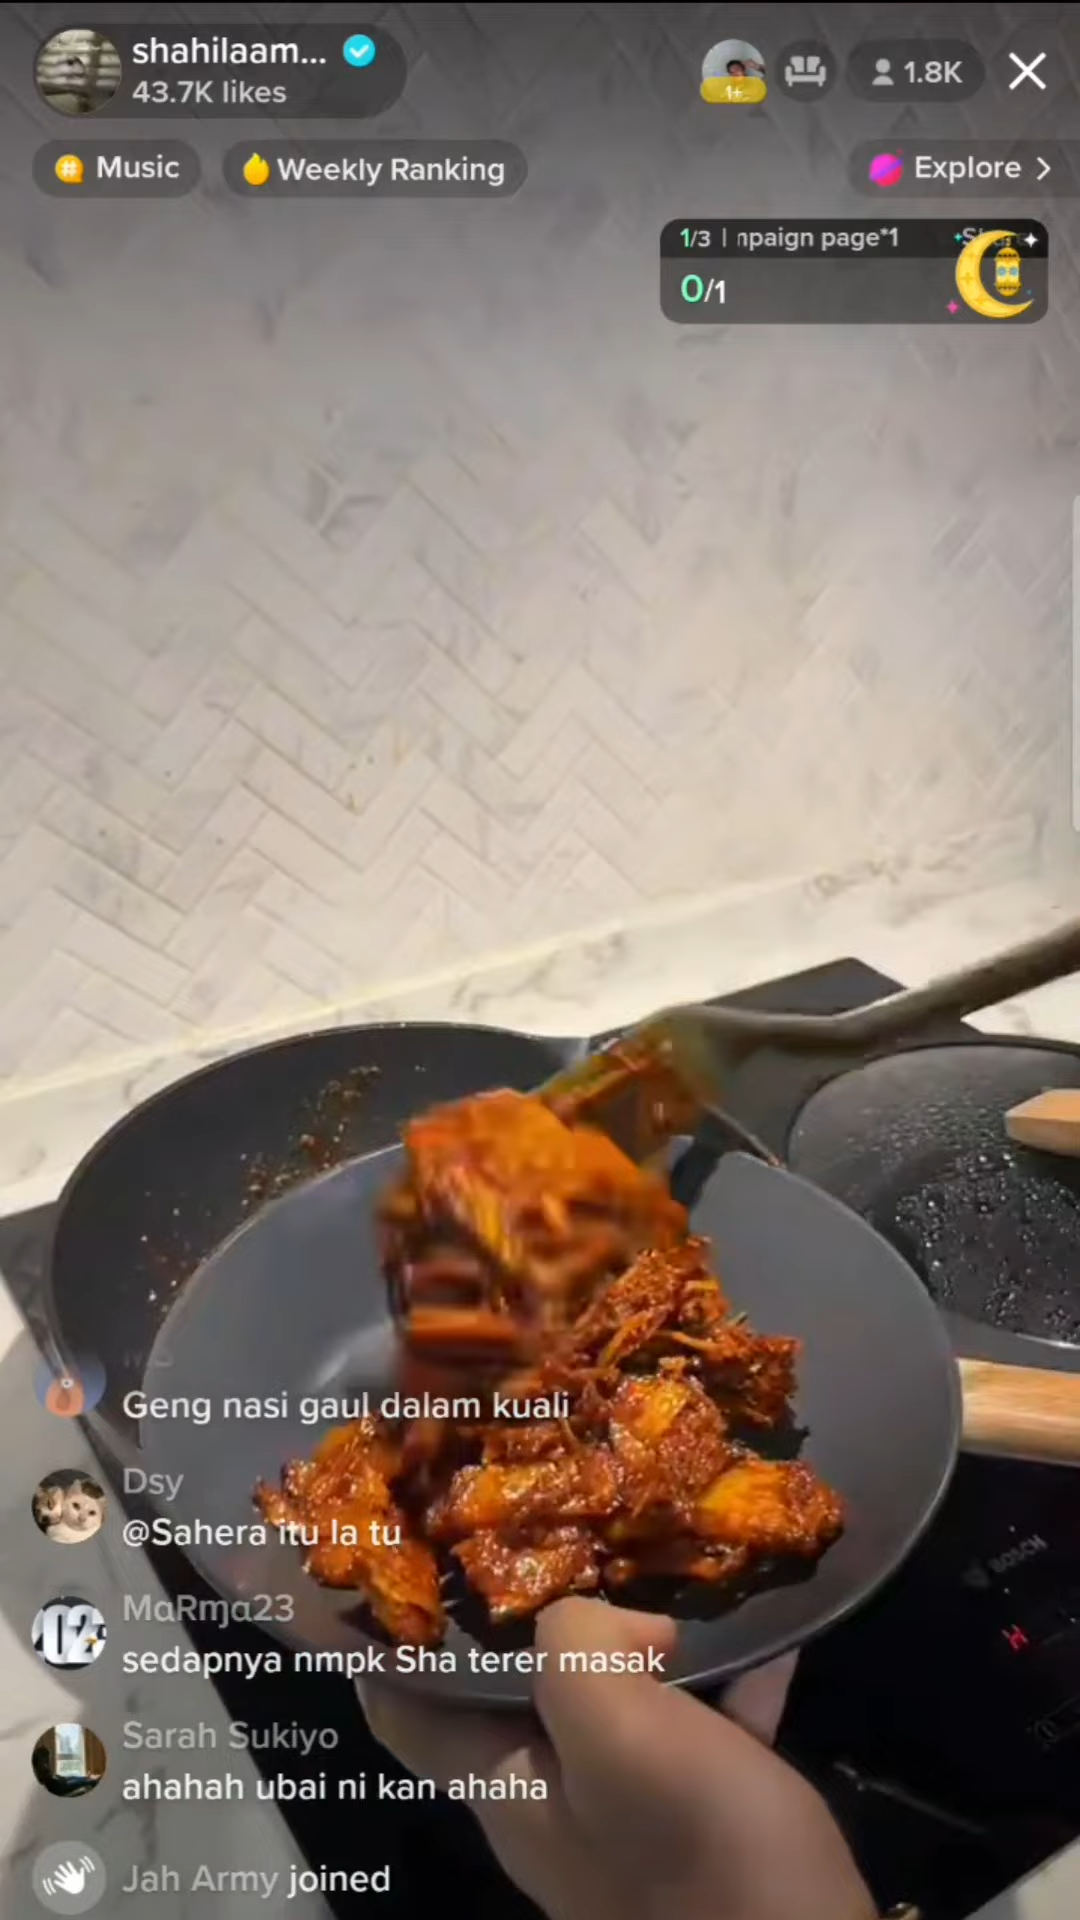 shahilaam...
43.7K likes
1+
1.8K
Music
Weekly Ranking
Explore
1/3 | npaign page*1
0/1
Geng nasi gaul dalam kuali
Dsy
@Sahera itu la tu
MaRɱa23
sedapnya nmpk Sha terer masak
Sarah Sukiyo
ahahah ubai ni kan ahaha
Jah Army joined
BOSCH